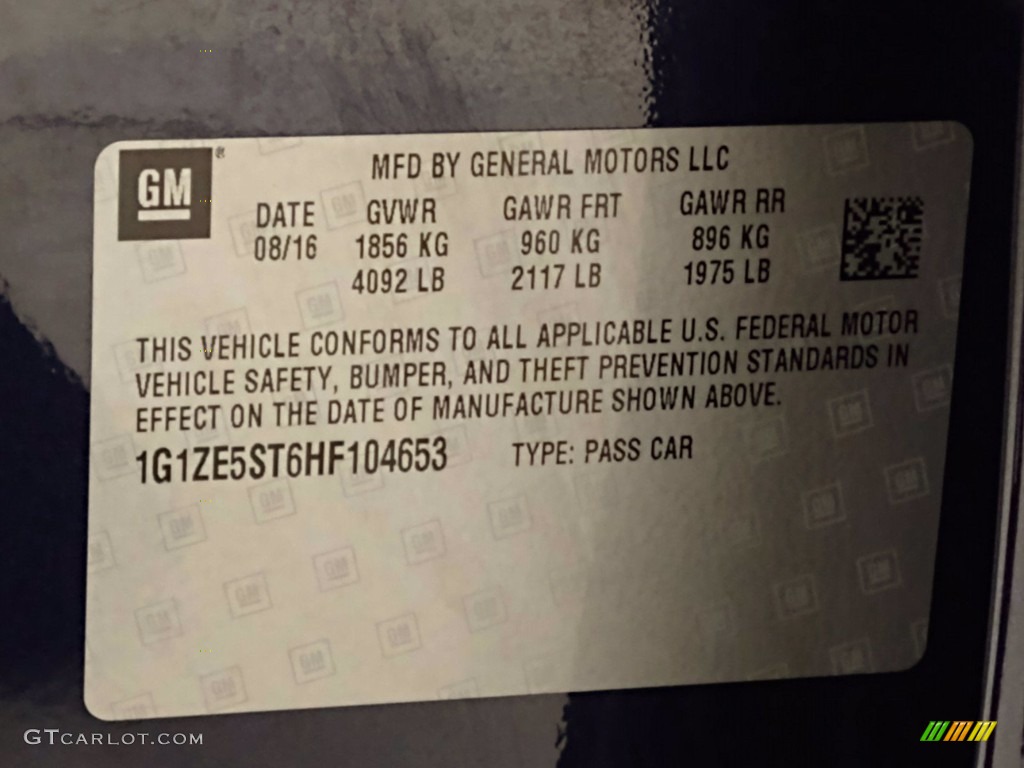 GM ®
MFD BY GENERAL MOTORS LLC
DATE GVWR GAWR FRT GAWR RR
08/16 1856 KG 960 KG 896 KG
4092 LB 2117 LB 1975 LB
THIS VEHICLE CONFORMS TO ALL APPLICABLE U.S. FEDERAL MOTOR
VEHICLE SAFETY, BUMPER, AND THEFT PREVENTION STANDARDS IN
EFFECT ON THE DATE OF MANUFACTURE SHOWN ABOVE.
1G1ZE5ST6HF104653 TYPE: PASS CAR
GTCARLOT.COM